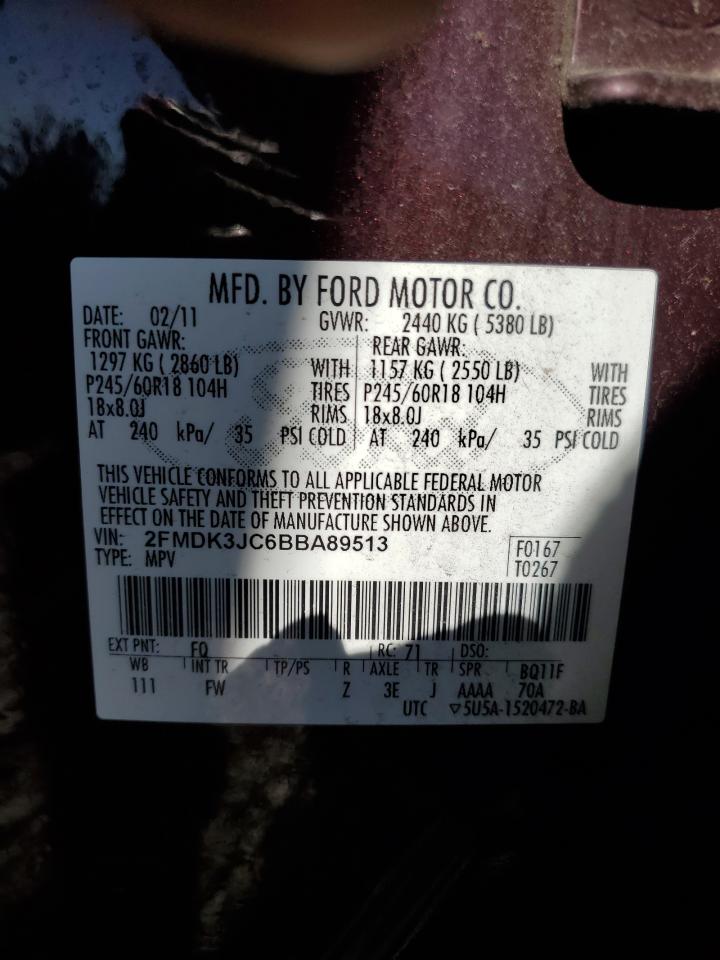 MFD. BY FORD MOTOR CO.
DATE: 02/11 GVWR: 2440 KG ( 5380 LB)
FRONT GAWR: REAR GAWR:
1297 KG ( 2860 LB) WITH 1157 KG ( 2550 LB) WITH
P245/60R18 104H TIRES P245/60R18 104H TIRES
18x8.0J RIMS 18x8.0J RIMS
AT 240 kPa/ 35 PSI COLD AT 240 kPa/ 35 PSI COLD
THIS VEHICLE CONFORMS TO ALL APPLICABLE FEDERAL MOTOR
VEHICLE SAFETY AND THEFT PREVENTION STANDARDS IN
EFFECT ON THE DATE OF MANUFACTURE SHOWN ABOVE.
VIN: 2FMDK3JC6BBA89513 F0167
TYPE: MPV T0267
EXT PNT: FQ RC: 71 DSO:
WB INT TR TP/PS R AXLE TR SPR BQ11F
111 FW Z 3E J AAAA 70A
UTC ▽5U5A-1520472-BA